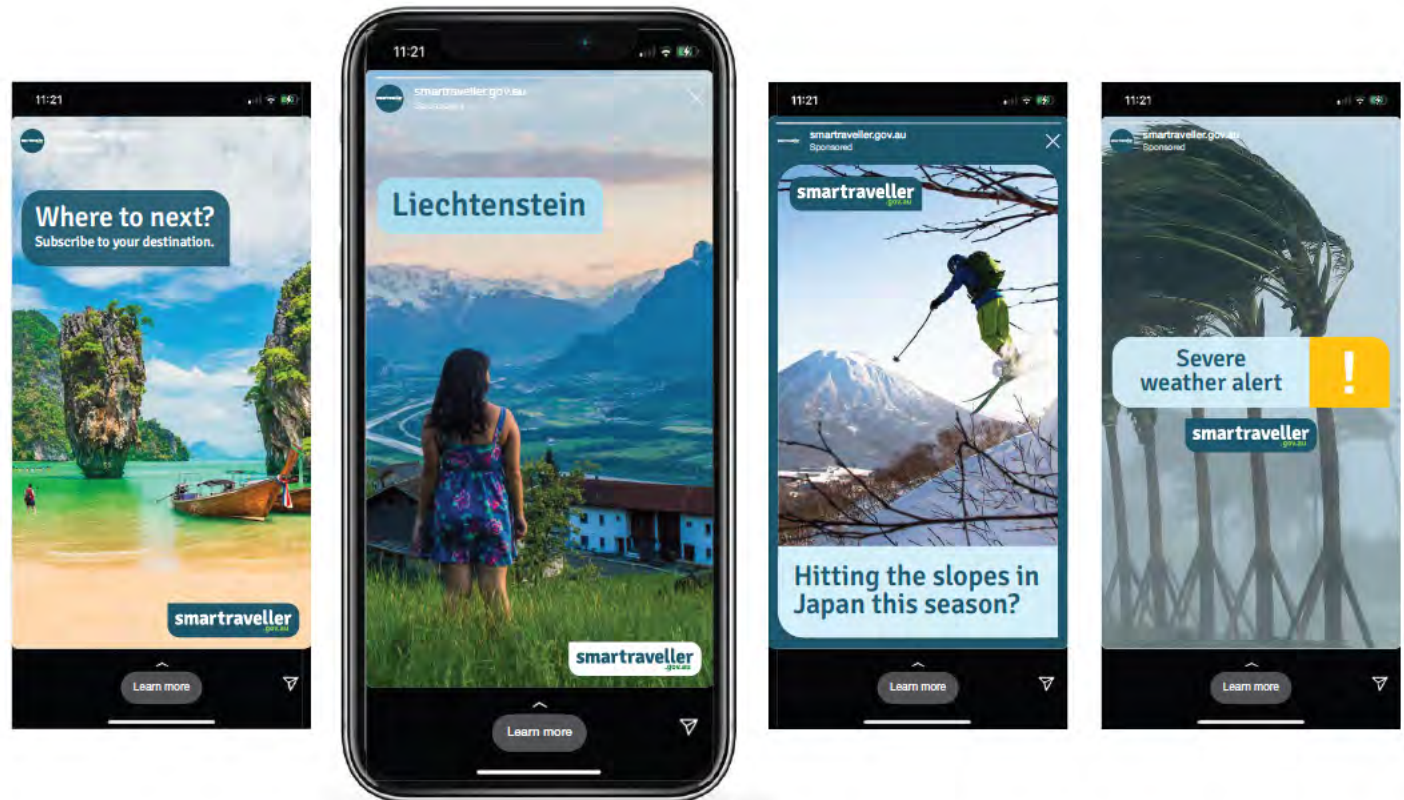 11:21
Where to next?
Subscribe to your destination.
smartraveller
.gov.au
Learn more
11:21
smartraveller.gov.au
Sponsored
Liechtenstein
smartraveller
.gov.au
Learn more
11:21
smartraveller.gov.au
Sponsored
smartraveller
.gov.au
Hitting the slopes in
Japan this season?
Learn more
11:21
smartraveller.gov.au
Sponsored
Severe
weather alert
!
smartraveller
.gov.au
Learn more